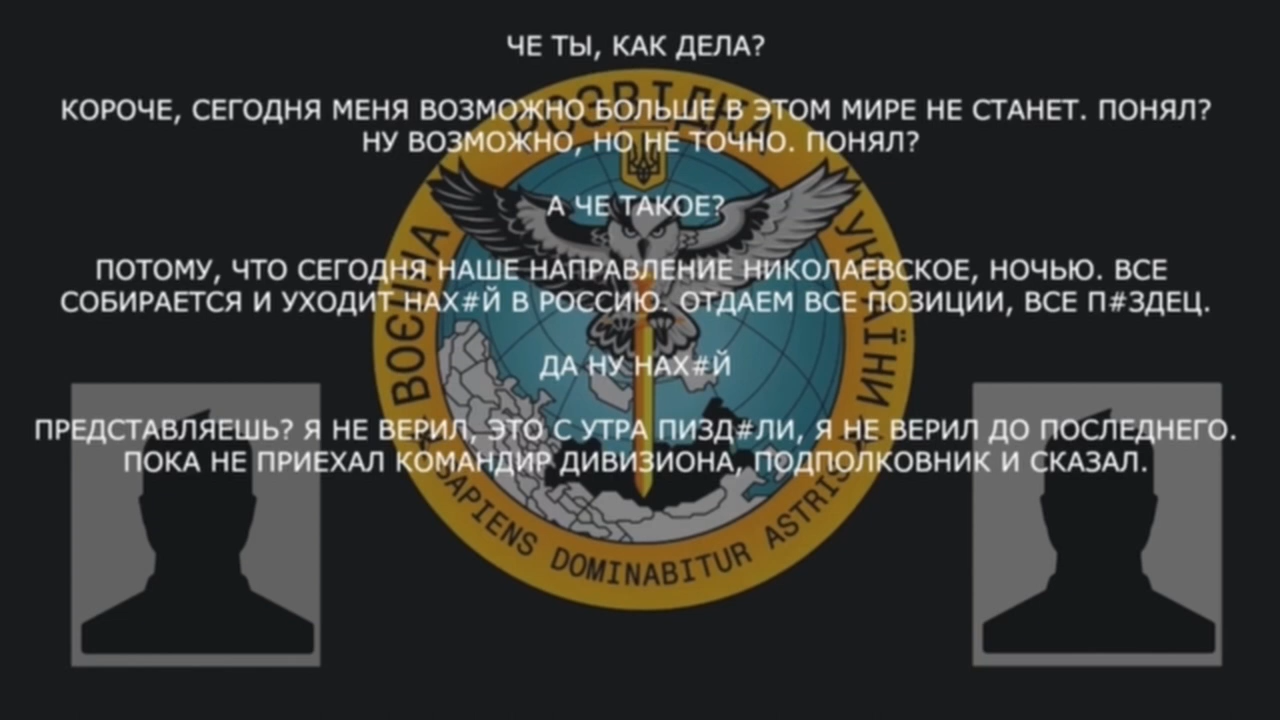 ЧЕ ТЫ, КАК ДЕЛА?
КОРОЧЕ, СЕГОДНЯ МЕНЯ ВОЗМОЖНО БОЛЬШЕ В ЭТОМ МИРЕ НЕ СТАНЕТ. ПОНЯЛ?
НУ ВОЗМОЖНО, НО НЕ ТОЧНО. ПОНЯЛ?
А ЧЕ ТАКОЕ?
ПОТОМУ, ЧТО СЕГОДНЯ НАШЕ НАПРАВЛЕНИЕ НИКОЛАЕВСКОЕ, НОЧЬЮ. ВСЕ
СОБИРАЕТСЯ И УХОДИТ НАХ#Й В РОССИЮ. ОТДАЕМ ВСЕ ПОЗИЦИИ, ВСЕ П#ЗДЕЦ.
ДА НУ НАХ#Й
ПРЕДСТАВЛЯЕШЬ? Я НЕ ВЕРИЛ, ЭТО С УТРА ПИЗД#ЛИ, Я НЕ ВЕРИЛ ДО ПОСЛЕДНЕГО.
ПОКА НЕ ПРИЕХАЛ КОМАНДИР ДИВИЗИОНА, ПОДПОЛКОВНИК И СКАЗАЛ.
ВОЄННА РОЗВІДКА УКРАЇНИ
SAPIENS DOMINABITUR ASTRIS